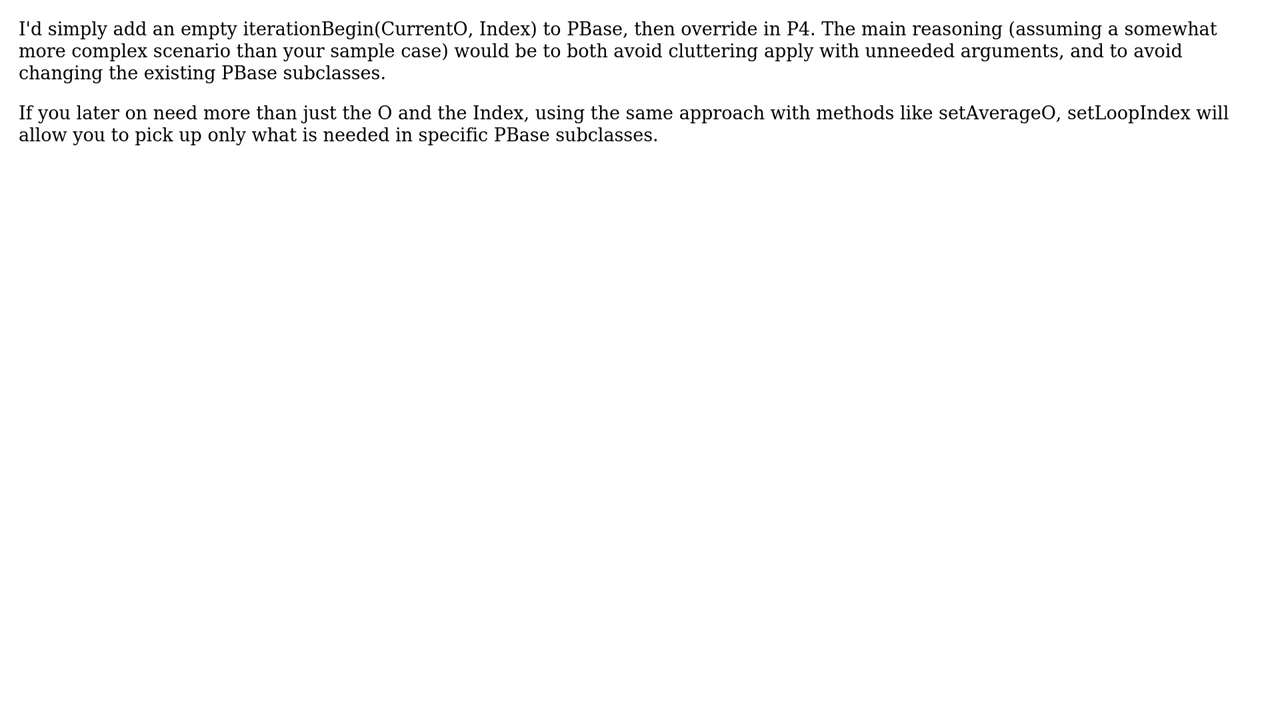 I'd simply add an empty iterationBegin(CurrentO, Index) to PBase, then override in P4. The main reasoning (assuming a somewhat
more complex scenario than your sample case) would be to both avoid cluttering apply with unneeded arguments, and to avoid
changing the existing PBase subclasses.
If you later on need more than just the O and the Index, using the same approach with methods like setAverageO, setLoopIndex will
allow you to pick up only what is needed in specific PBase subclasses.